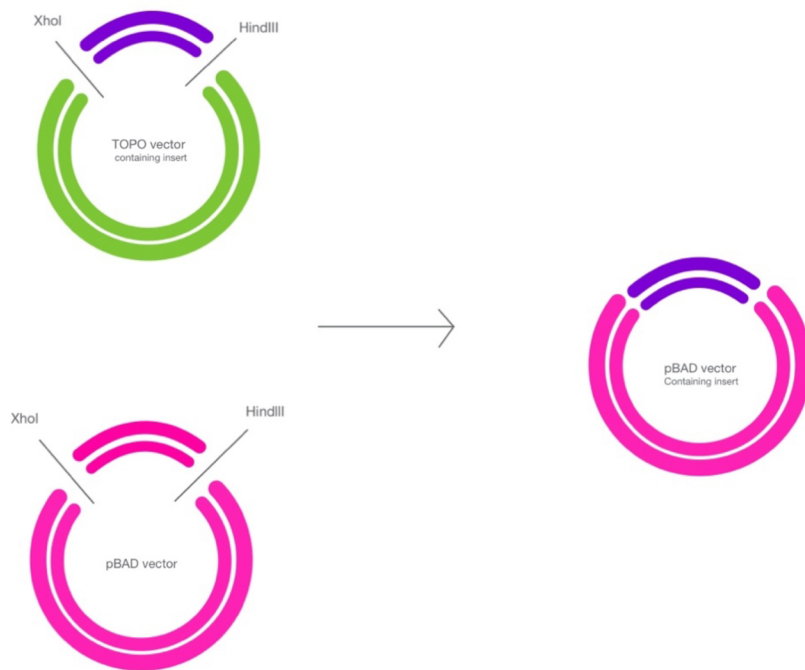 XhoI
HindIII
TOPO vector
containing insert
pBAD vector
Containing insert
XhoI
HindIII
pBAD vector